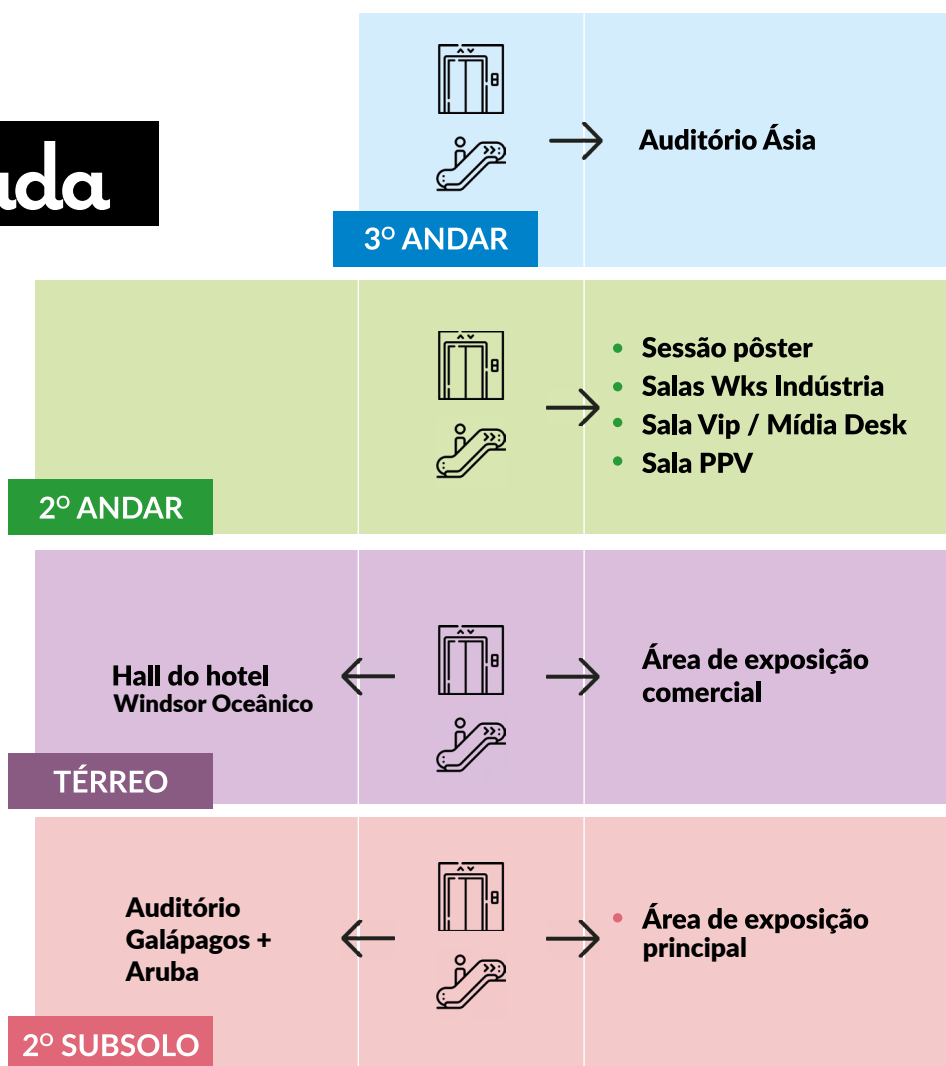 Auditório Ásia
3º ANDAR
Sessão pôster
Salas Wks Indústria
Sala Vip / Mídia Desk
Sala PPV
2º ANDAR
Hall do hotel
Windsor Oceânico
Área de exposição
comercial
TÉRREO
Auditório
Galápagos +
Aruba
Área de exposição
principal
2º SUBSOLO